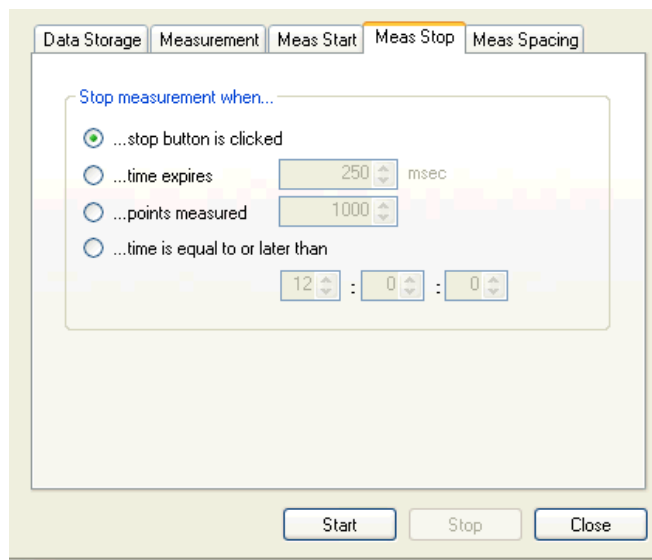 Data Storage Measurement Meas Start Meas Stop Meas Spacing
Stop measurement when...
...stop button is clicked
...time expires 250 msec
...points measured 1000
...time is equal to or later than
12 : 0 : 0
Start Stop Close